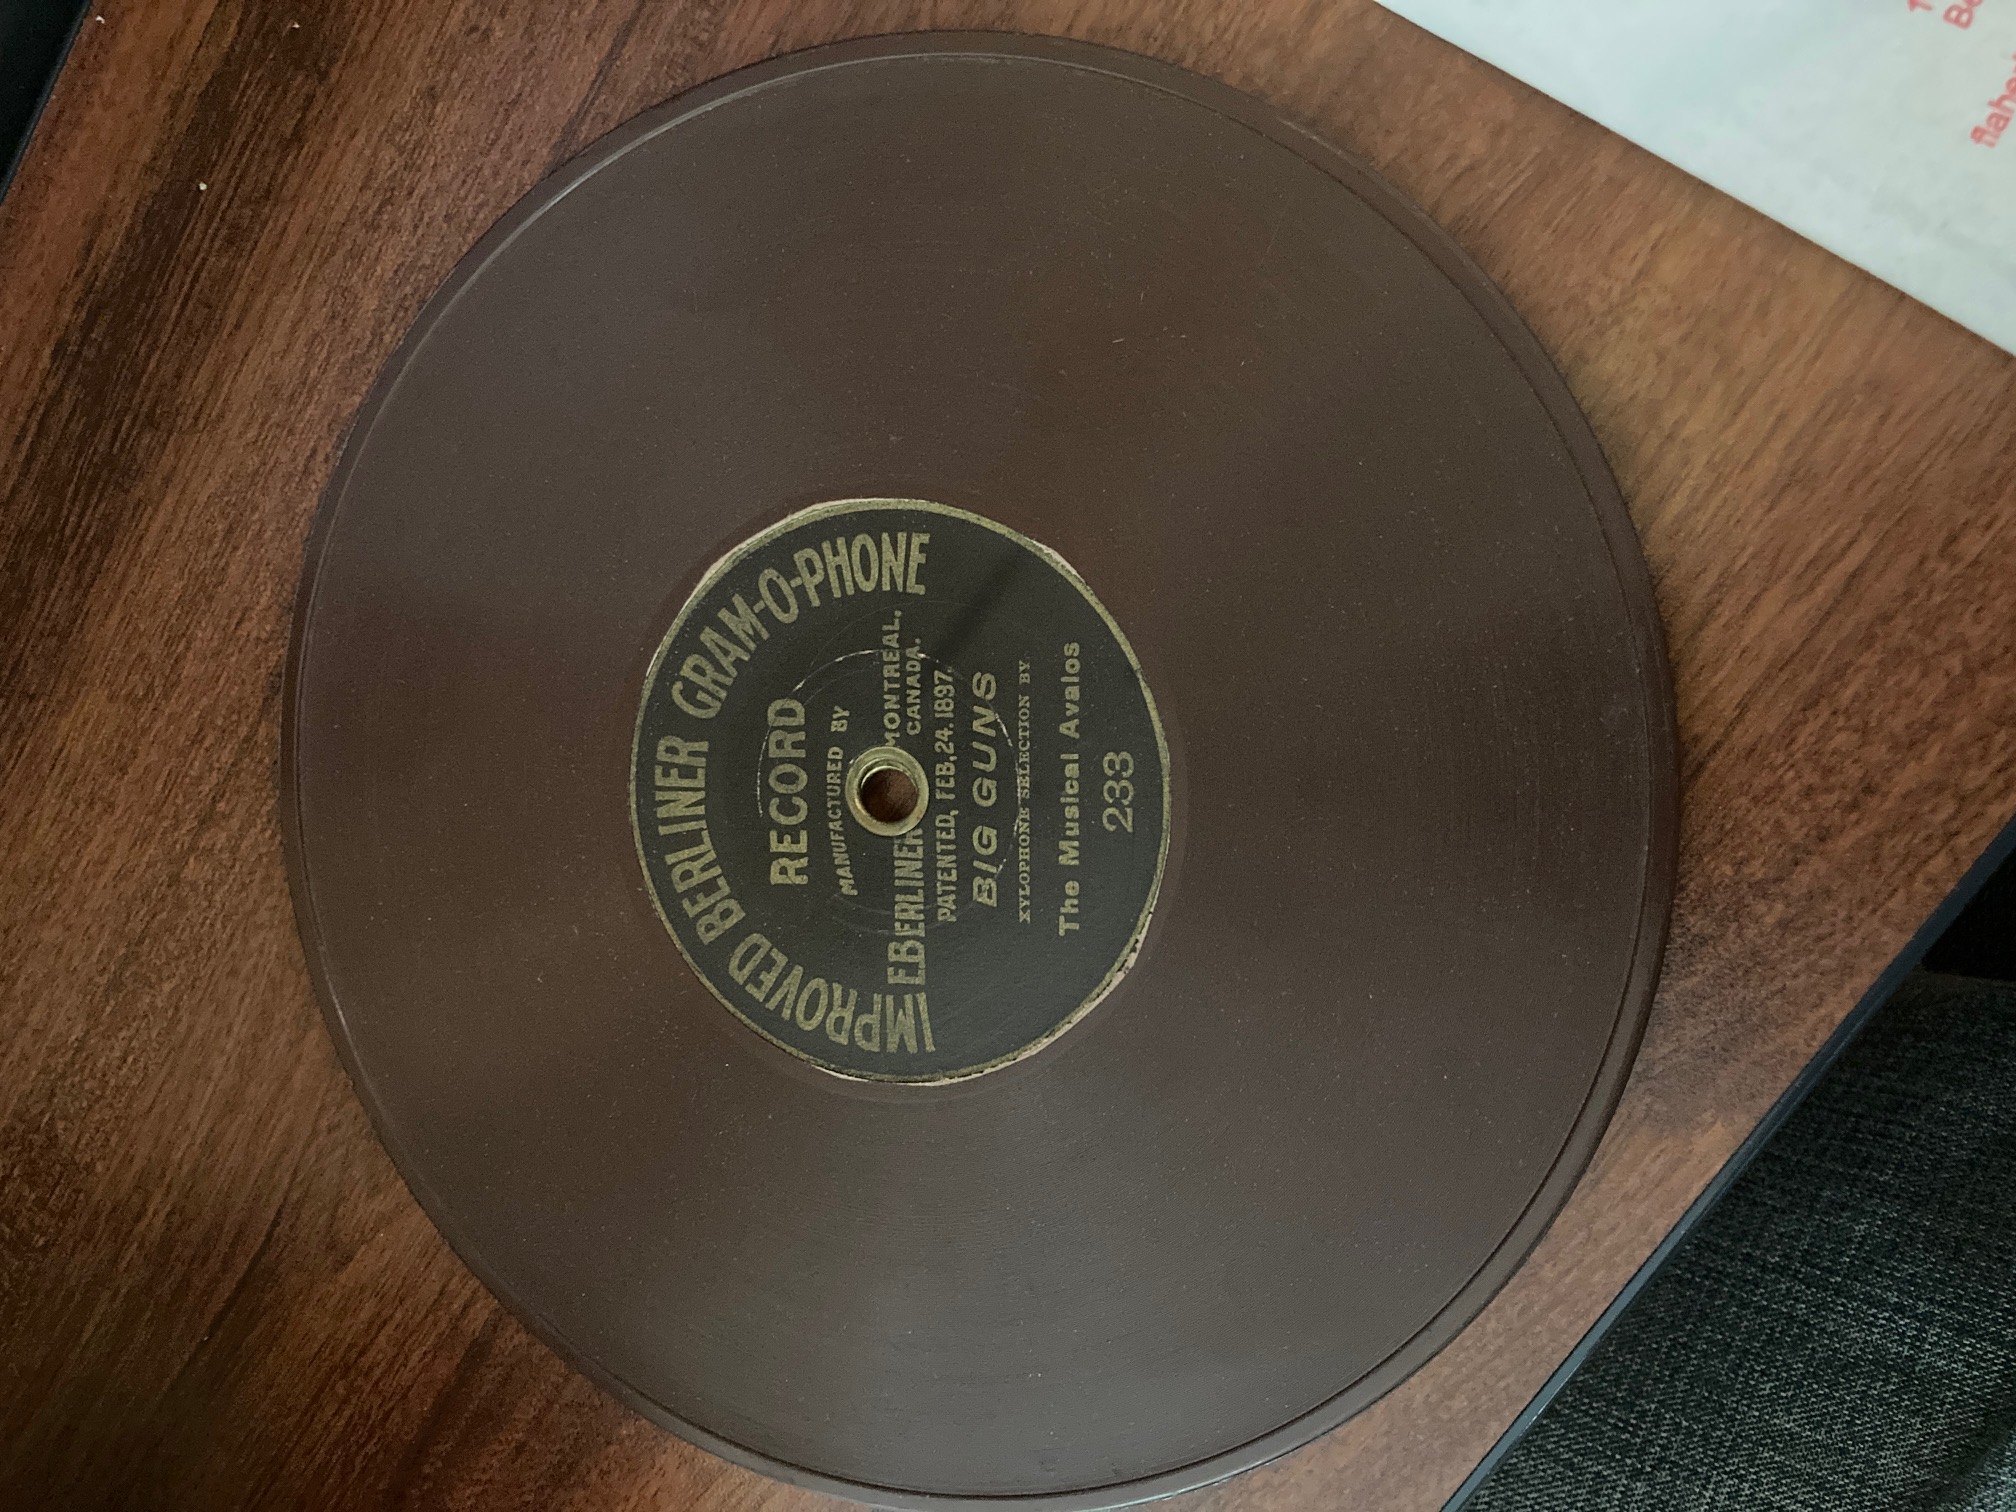 IMPROVED BERLINER GRAM-O-PHONE
RECORD
MANUFACTURED BY
E.BERLINER MONTREAL.
CANADA.
PATENTED, FEB,24.1897.
BIG GUNS
XYLOPHONE SELECTION BY
The Musical Avalos
233